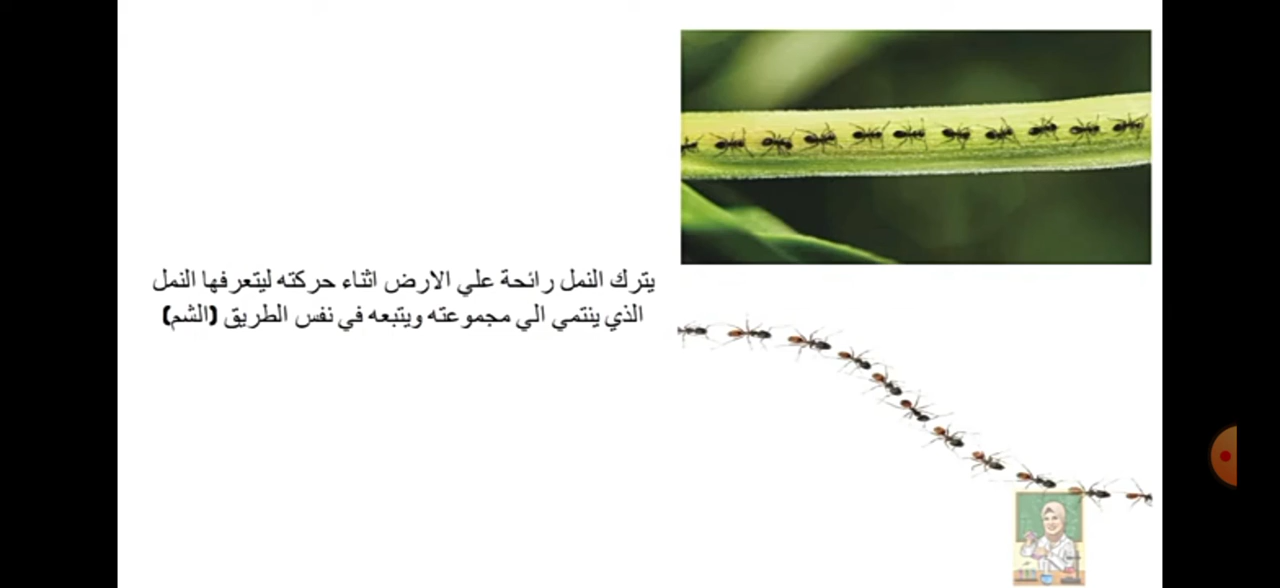 يترك النمل رائحة علي الارض اثناء حركته ليتعرفها النمل
الذي ينتمي الي مجموعته ويتبعه في نفس الطريق (الشم)